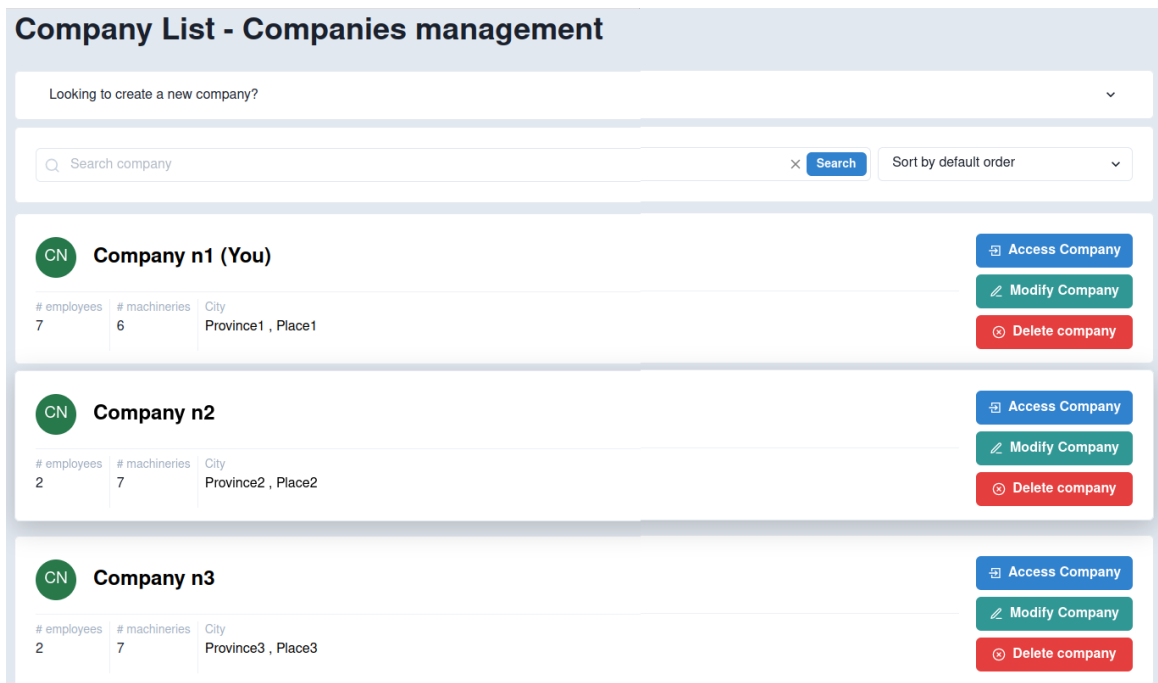 Company List - Companies management
Looking to create a new company?
Search company
Search
Sort by default order
CN
Company n1 (You)
Access Company
Modify Company
Delete company
# employees # machineries City
7 6 Province1 , Place1
CN
Company n2
Access Company
Modify Company
Delete company
# employees # machineries City
2 7 Province2 , Place2
CN
Company n3
Access Company
Modify Company
Delete company
# employees # machineries City
2 7 Province3 , Place3